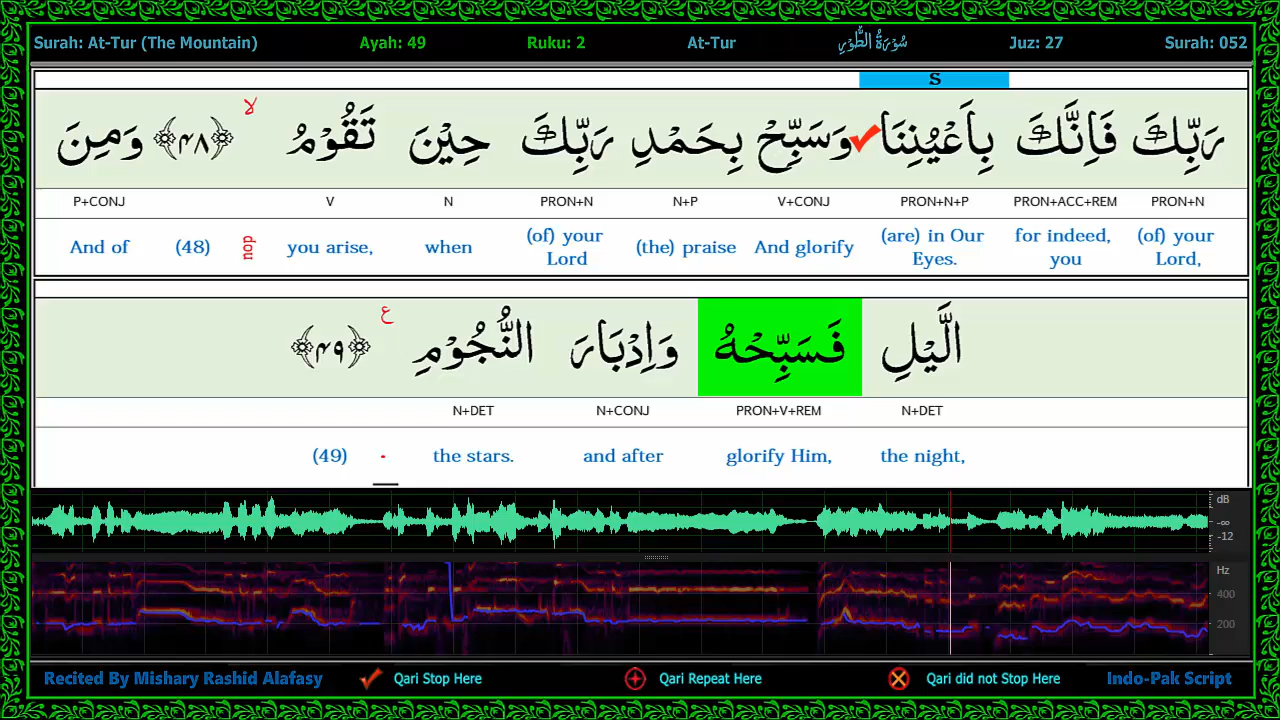 Surah: At-Tur (The Mountain) Ayah: 49 Ruku: 2 At-Tur سُوْرَةُ الطُّوْرِ Juz: 27 Surah: 052
S
رَبِّكَ فَاِنَّكَ بِاَعْيُنِنَا وَسَبِّحْ بِحَمْدِ رَبِّكَ حِيْنَ تَقُوْمُ لا ﴿۴۸﴾ وَمِنَ
P+CONJ V N PRON+N N+P V+CONJ PRON+N+P PRON+ACC+REM PRON+N
And of (48) nop you arise, when (of) your Lord (the) praise And glorify (are) in Our Eyes. for indeed, you (of) your Lord,
الَّيْلِ فَسَبِّحْهُ وَاِدْبَارَ النُّجُوْمِ ع ﴿۴۹﴾
N+DET N+CONJ PRON+V+REM N+DET
(49) the stars. and after glorify Him, the night,
dB
-∞
-12
Hz
400
200
Recited By Mishary Rashid Alafasy Qari Stop Here Qari Repeat Here Qari did not Stop Here Indo-Pak Script